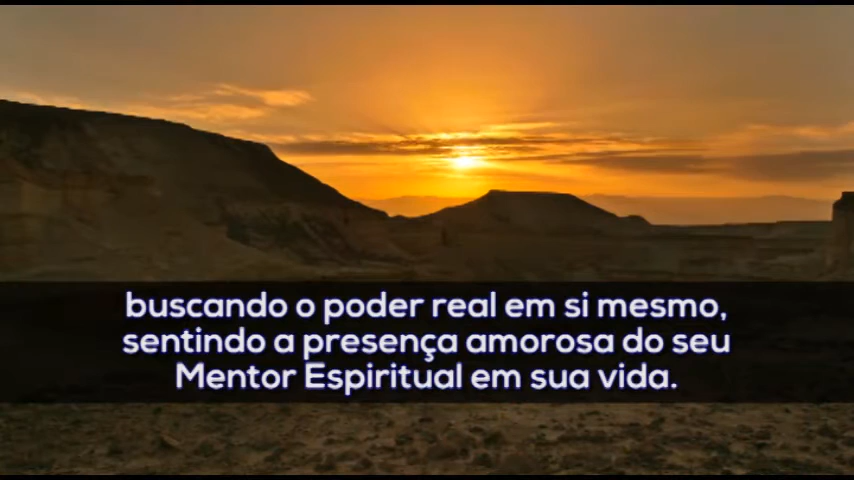 buscando o poder real em si mesmo,
sentindo a presença amorosa do seu
Mentor Espiritual em sua vida.